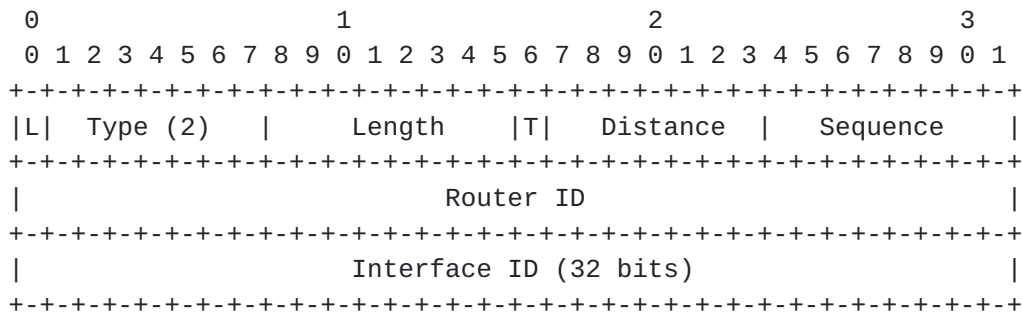 0                   1                   2                   3
 0 1 2 3 4 5 6 7 8 9 0 1 2 3 4 5 6 7 8 9 0 1 2 3 4 5 6 7 8 9 0 1
+-+-+-+-+-+-+-+-+-+-+-+-+-+-+-+-+-+-+-+-+-+-+-+-+-+-+-+-+-+-+-+-+
|L|  Type (2)   |     Length    |T|   Distance  |   Sequence    |
+-+-+-+-+-+-+-+-+-+-+-+-+-+-+-+-+-+-+-+-+-+-+-+-+-+-+-+-+-+-+-+-+
|                           Router ID                           |
+-+-+-+-+-+-+-+-+-+-+-+-+-+-+-+-+-+-+-+-+-+-+-+-+-+-+-+-+-+-+-+-+
|                     Interface ID (32 bits)                    |
+-+-+-+-+-+-+-+-+-+-+-+-+-+-+-+-+-+-+-+-+-+-+-+-+-+-+-+-+-+-+-+-+